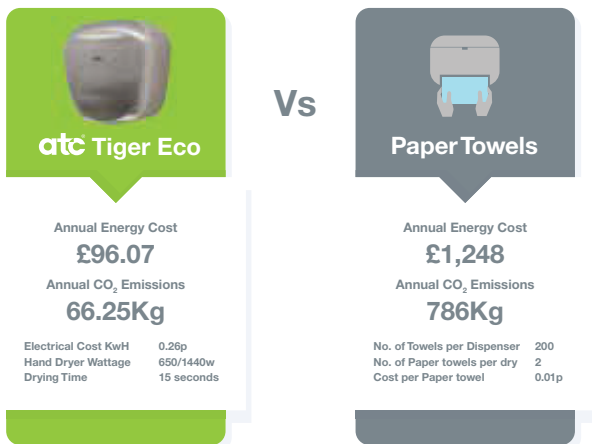 atc Tiger Eco
Vs
Paper Towels
Annual Energy Cost
£96.07
Annual CO₂ Emissions
66.25Kg
Electrical Cost KwH 0.26p
Hand Dryer Wattage 650/1440w
Drying Time 15 seconds
Annual Energy Cost
£1,248
Annual CO₂ Emissions
786Kg
No. of Towels per Dispenser 200
No. of Paper towels per dry 2
Cost per Paper towel 0.01p